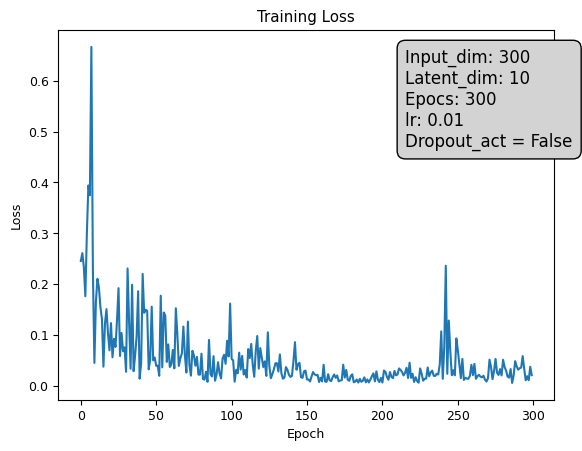 Training Loss
Input_dim: 300
Latent_dim: 10
Epocs: 300
lr: 0.01
Dropout_act = False
0.6
0.5
0.4
0.3
0.2
0.1
0.0
Loss
0 50 100 150 200 250 300
Epoch